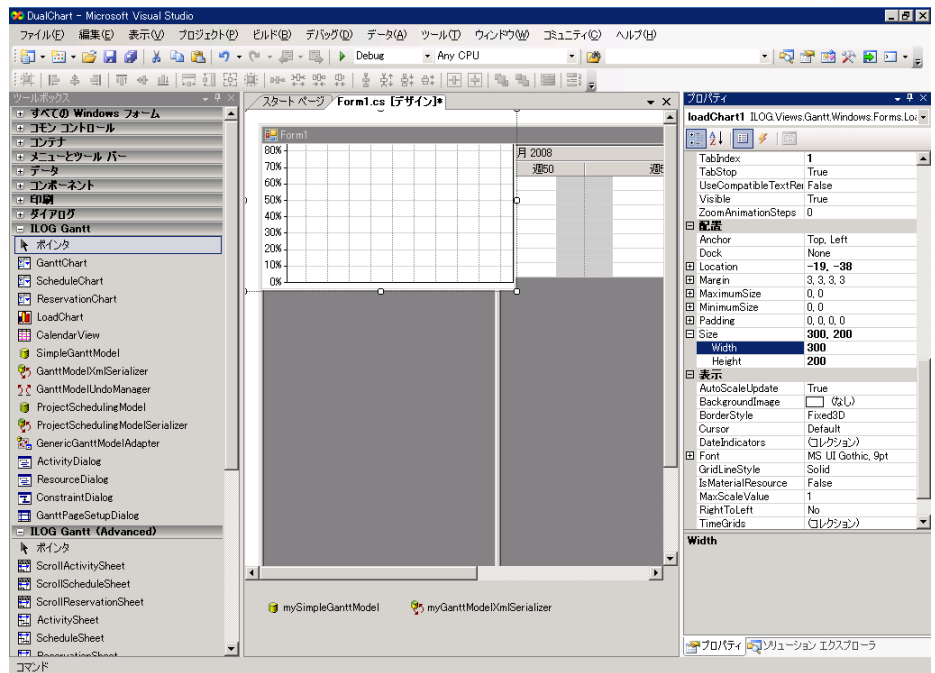 DualChart - Microsoft Visual Studio
ファイル(F) 編集(E) 表示(V) プロジェクト(P) ビルド(B) デバッグ(D) データ(A) ツール(T) ウィンドウ(W) コミュニティ(C) ヘルプ(H)
Debug Any CPU
ツールボックス
すべての Windows フォーム
コモン コントロール
コンテナ
メニューとツール バー
データ
コンポーネント
印刷
ダイアログ
ILOG Gantt
ポインタ
GanttChart
ScheduleChart
ReservationChart
LoadChart
CalendarView
SimpleGanttModel
GanttModelXmlSerializer
GanttModelUndoManager
ProjectSchedulingModel
ProjectSchedulingModelSerializer
GenericGanttModelAdapter
ActivityDialog
ResourceDialog
ConstraintDialog
GanttPageSetupDialog
ILOG Gantt (Advanced)
ポインタ
ScrollActivitySheet
ScrollScheduleSheet
ScrollReservationSheet
ActivitySheet
ScheduleSheet
ReservationSheet
コマンド
スタート ページ Form1.cs [デザイン]*
Form1
80%
70%
60%
50%
40%
30%
20%
10%
0%
月 2008
週50 週5
mySimpleGanttModel myGanttModelXmlSerializer
プロパティ
loadChart1 ILOG.Views.Gantt.Windows.Forms.Loa
TabIndex 1
TabStop True
UseCompatibleTextRei False
Visible True
ZoomAnimationSteps 0
配置
Anchor Top, Left
Dock None
Location -19, -38
Margin 3, 3, 3, 3
MaximumSize 0, 0
MinimumSize 0, 0
Padding 0, 0, 0, 0
Size 300, 200
Width 300
Height 200
表示
AutoScaleUpdate True
BackgroundImage (なし)
BorderStyle Fixed3D
Cursor Default
DateIndicators (コレクション)
Font MS UI Gothic, 9pt
GridLineStyle Solid
IsMaterialResource False
MaxScaleValue 1
RightToLeft No
TimeGrids (コレクション)
Width
プロパティ ソリューション エクスプローラ